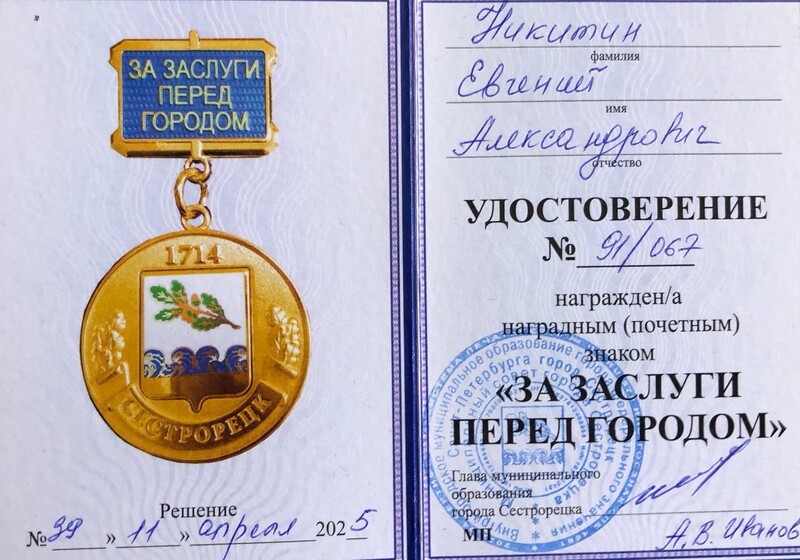 ЗА ЗАСЛУГИ
ПЕРЕД
ГОРОДОМ
1714
СЕСТРОРЕЦК
Решение
№ 39 » 11 » апреля 2025
Никитин
фамилия
Евгений
имя
Александрович
отчество
УДОСТОВЕРЕНИЕ
№ 91/067
награжден/а
наградным (почетным)
знаком
«ЗА ЗАСЛУГИ
ПЕРЕД ГОРОДОМ»
Глава муниципального
образования
города Сестрорецка
МП А.В. Иванов